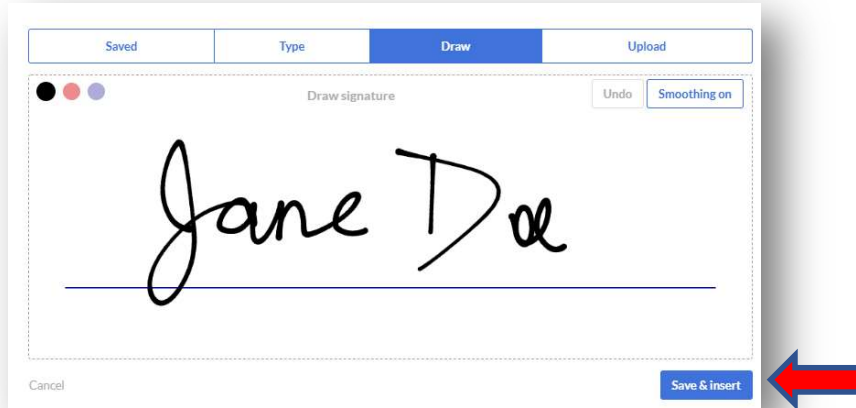 Saved Type Draw Upload
Draw signature Undo Smoothing on
Jane Doe
Cancel Save & insert